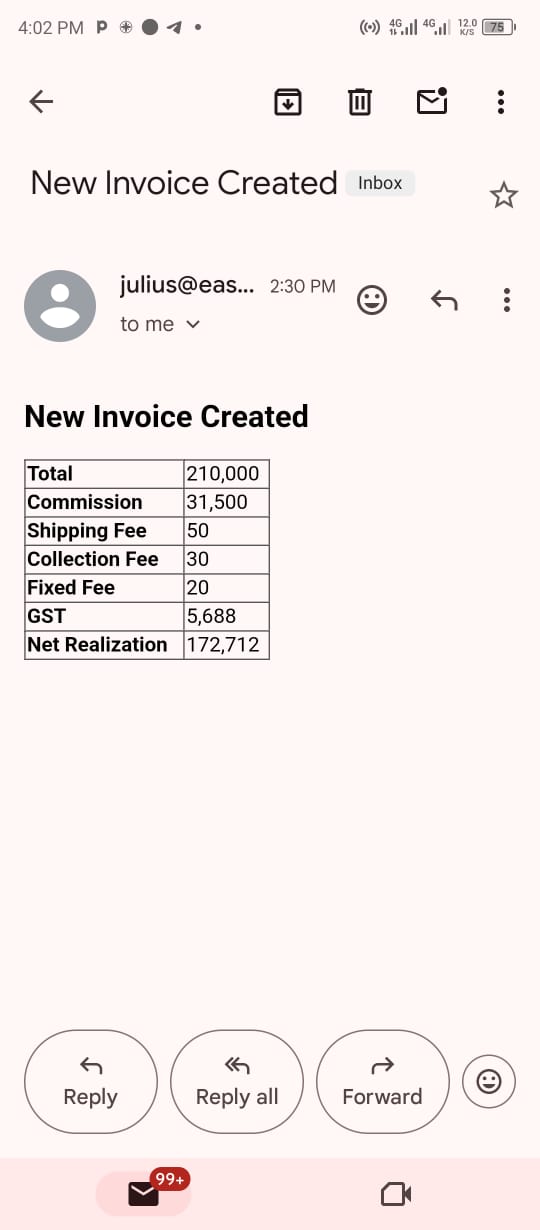 4:02 PM P
4G 4G 12.0 K/S 75
New Invoice Created Inbox
julius@eas... 2:30 PM
to me
New Invoice Created
Total 210,000
Commission 31,500
Shipping Fee 50
Collection Fee 30
Fixed Fee 20
GST 5,688
Net Realization 172,712
Reply Reply all Forward
99+